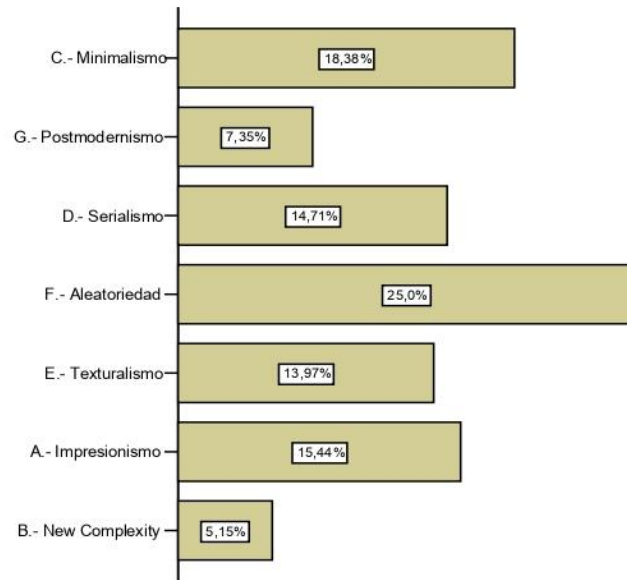 C.- Minimalismo
18,38%
G.- Postmodernismo
7,35%
D.- Serialismo
14,71%
F.- Aleatoriedad
25,0%
E.- Texturalismo
13,97%
A.- Impresionismo
15,44%
B.- New Complexity
5,15%